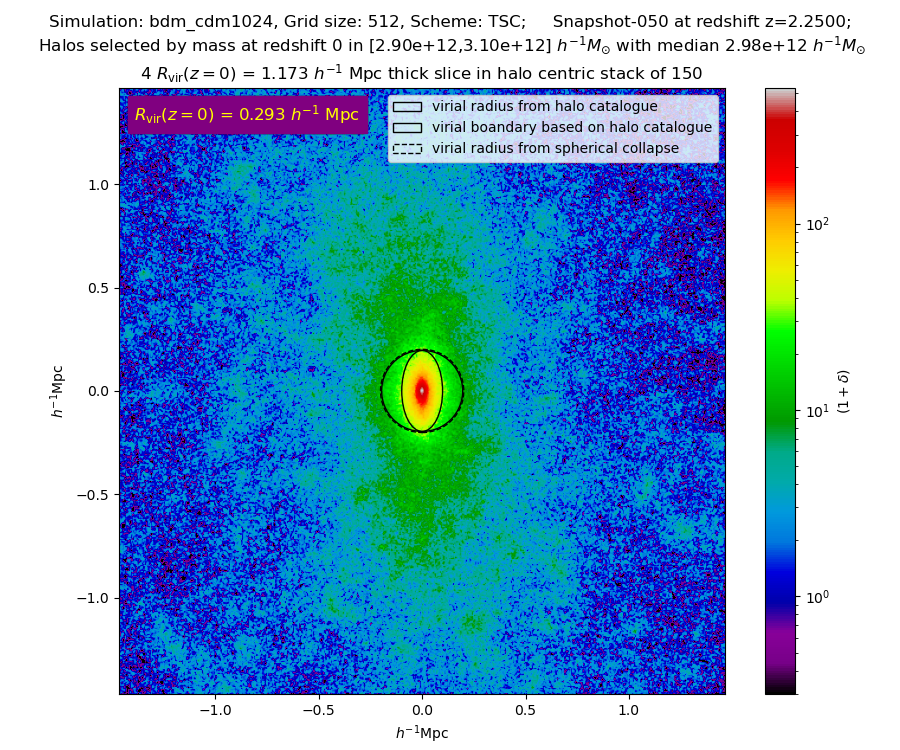 Simulation: bdm_cdm1024, Grid size: 512, Scheme: TSC; Snapshot-050 at redshift z=2.2500;
Halos selected by mass at redshift 0 in [2.90e+12,3.10e+12] $h^{-1}M_{\odot}$ with median 2.98e+12 $h^{-1}M_{\odot}$
4 $R_{\rm vir}(z=0)$ = 1.173 $h^{-1}$ Mpc thick slice in halo centric stack of 150
$R_{\rm vir}(z=0)$ = 0.293 $h^{-1}$ Mpc
virial radius from halo catalogue
virial boundary based on halo catalogue
virial radius from spherical collapse
1.0
0.5
0.0
−0.5
−1.0
$h^{-1}$Mpc
−1.0 −0.5 0.0 0.5 1.0
$h^{-1}$Mpc
$10^{2}$
$10^{1}$
$10^{0}$
$(1+\delta)$